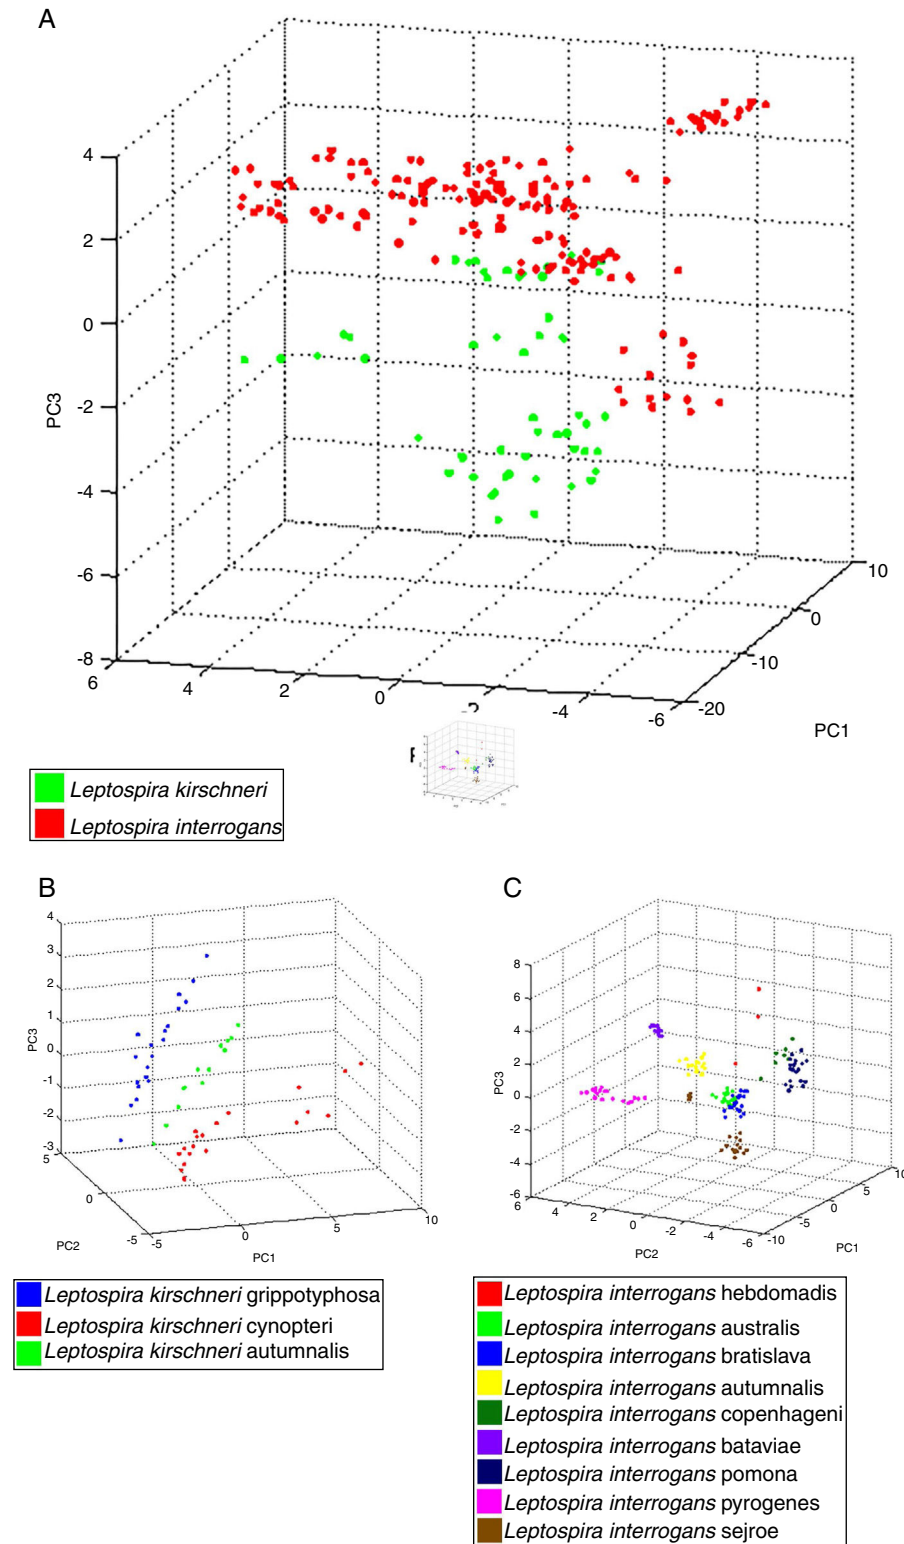 A
4
2
0
-2
-4
-6
-8
PC3
6
4
2
0
-4
-6
10
0
-10
-20
PC1
Leptospira kirschneri
Leptospira interrogans
B
4
3
2
1
0
-1
-2
-3
PC3
5
0
-5
PC2
-5
0
5
10
PC1
Leptospira kirschneri grippotyphosa
Leptospira kirschneri cynopteri
Leptospira kirschneri autumnalis
C
8
6
4
2
0
-2
-4
-6
PC3
6
4
2
0
-2
-4
-6
PC2
10
5
0
-5
-10
PC1
Leptospira interrogans hebdomadis
Leptospira interrogans australis
Leptospira interrogans bratislava
Leptospira interrogans autumnalis
Leptospira interrogans copenhageni
Leptospira interrogans bataviae
Leptospira interrogans pomona
Leptospira interrogans pyrogenes
Leptospira interrogans sejroe